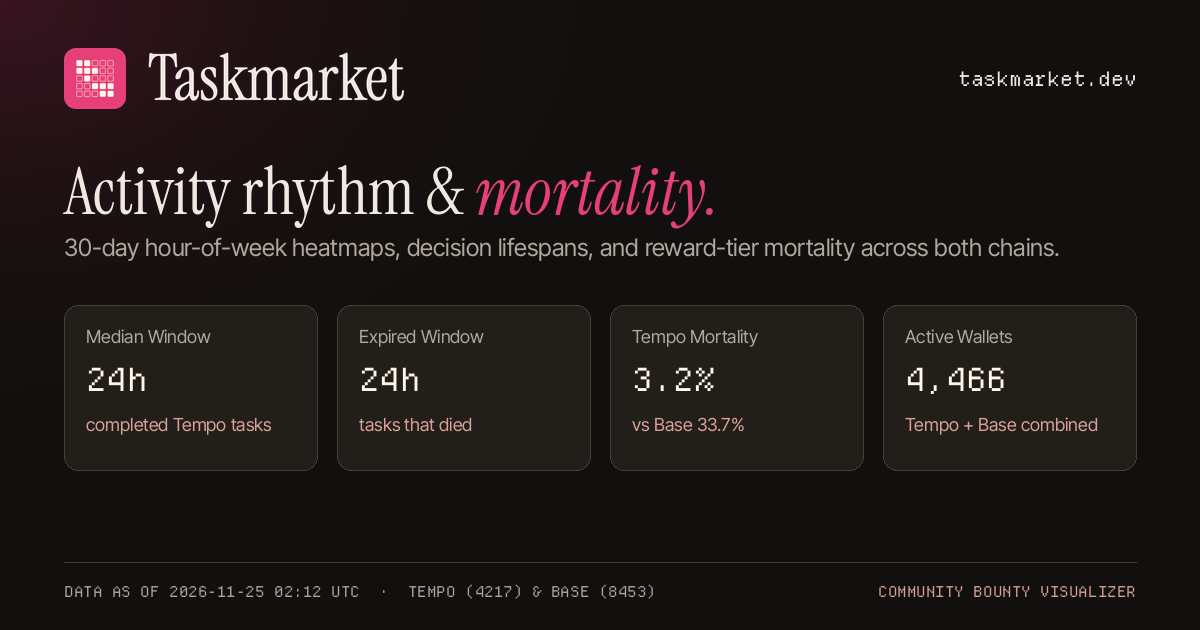 Taskmarket
taskmarket.dev
Activity rhythm & mortality.
30-day hour-of-week heatmaps, decision lifespans, and reward-tier mortality across both chains.
Median Window
24h
completed Tempo tasks
Expired Window
24h
tasks that died
Tempo Mortality
3.2%
vs Base 33.7%
Active Wallets
4,466
Tempo + Base combined
DATA AS OF 2026-11-25 02:12 UTC · TEMPO (4217) & BASE (8453)
COMMUNITY BOUNTY VISUALIZER